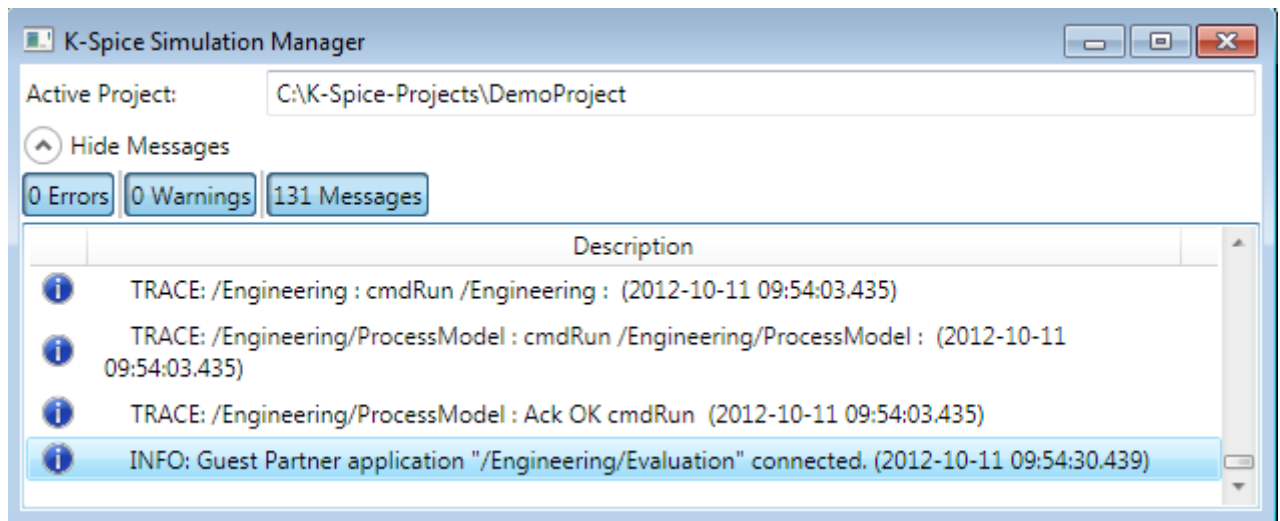 K-Spice Simulation Manager
Active Project: C:\K-Spice-Projects\DemoProject
Hide Messages
0 Errors 0 Warnings 131 Messages
Description
TRACE: /Engineering : cmdRun /Engineering :  (2012-10-11 09:54:03.435)
TRACE: /Engineering/ProcessModel : cmdRun /Engineering/ProcessModel :  (2012-10-11
09:54:03.435)
TRACE: /Engineering/ProcessModel : Ack OK cmdRun  (2012-10-11 09:54:03.435)
INFO: Guest Partner application "/Engineering/Evaluation" connected. (2012-10-11 09:54:30.439)